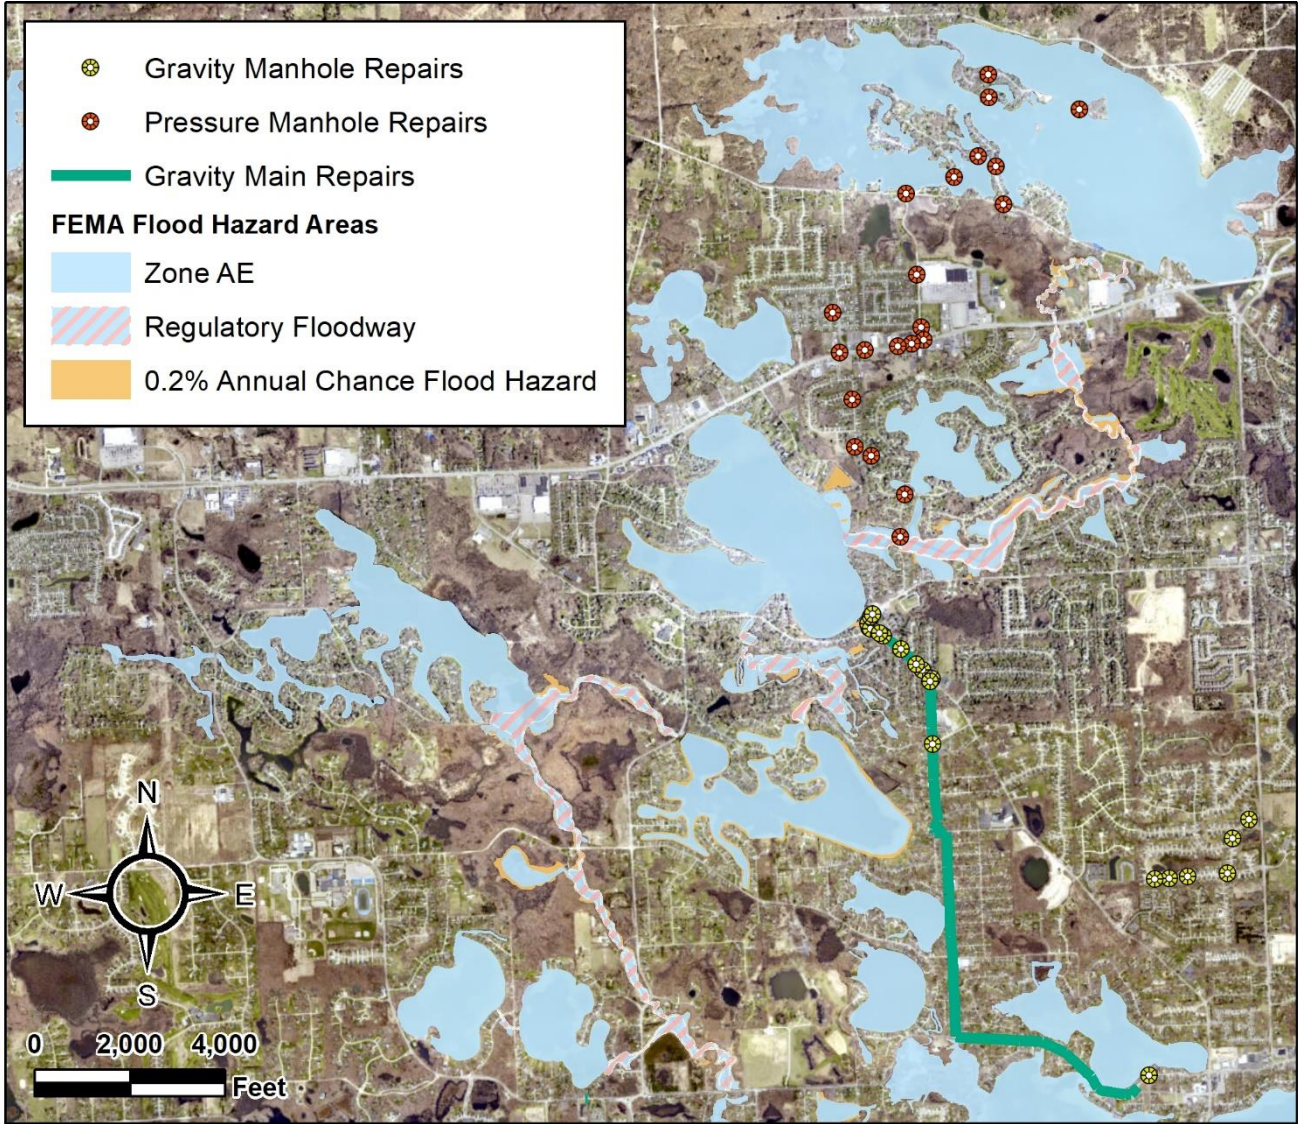 Gravity Manhole Repairs
Pressure Manhole Repairs
Gravity Main Repairs
FEMA Flood Hazard Areas
Zone AE
Regulatory Floodway
0.2% Annual Chance Flood Hazard
N
W E
S
0 2,000 4,000
Feet